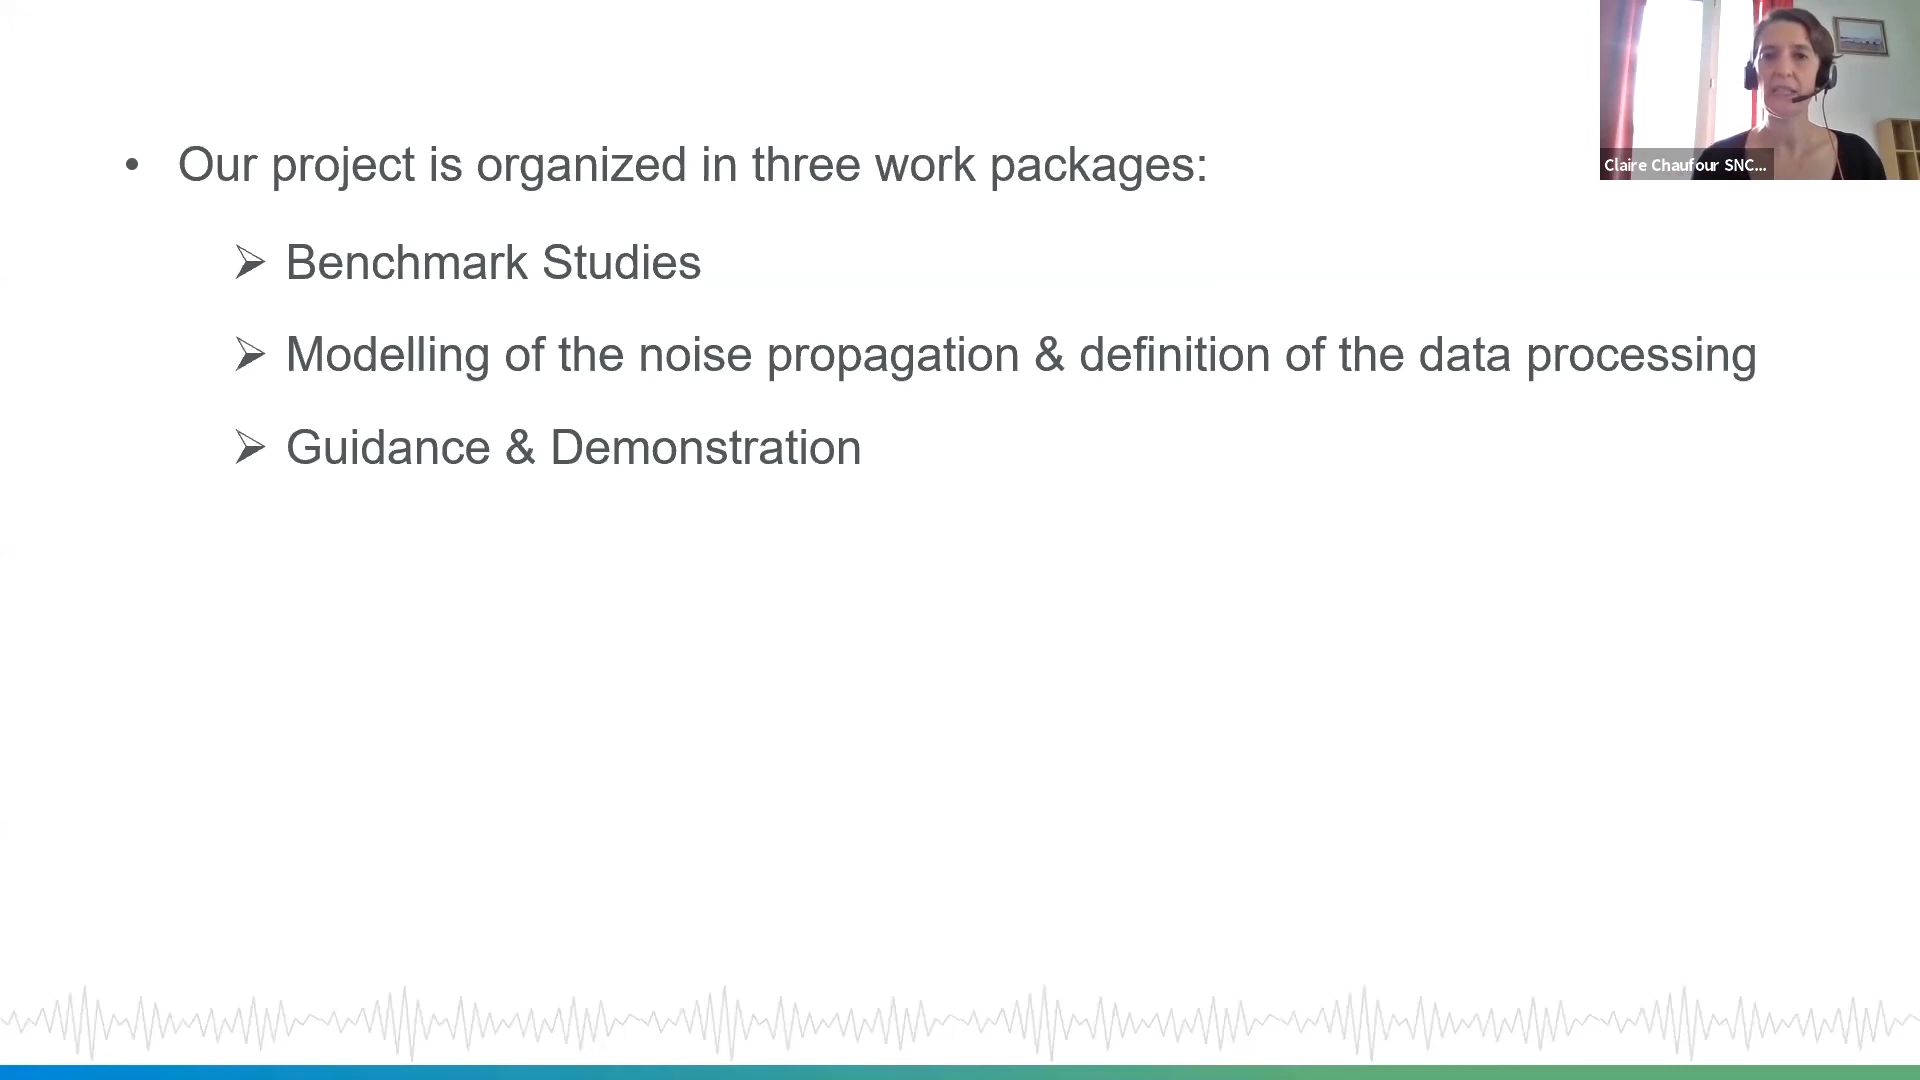 • Our project is organized in three work packages:
➢ Benchmark Studies
➢ Modelling of the noise propagation & definition of the data processing
➢ Guidance & Demonstration
Claire Chaufour SNC...